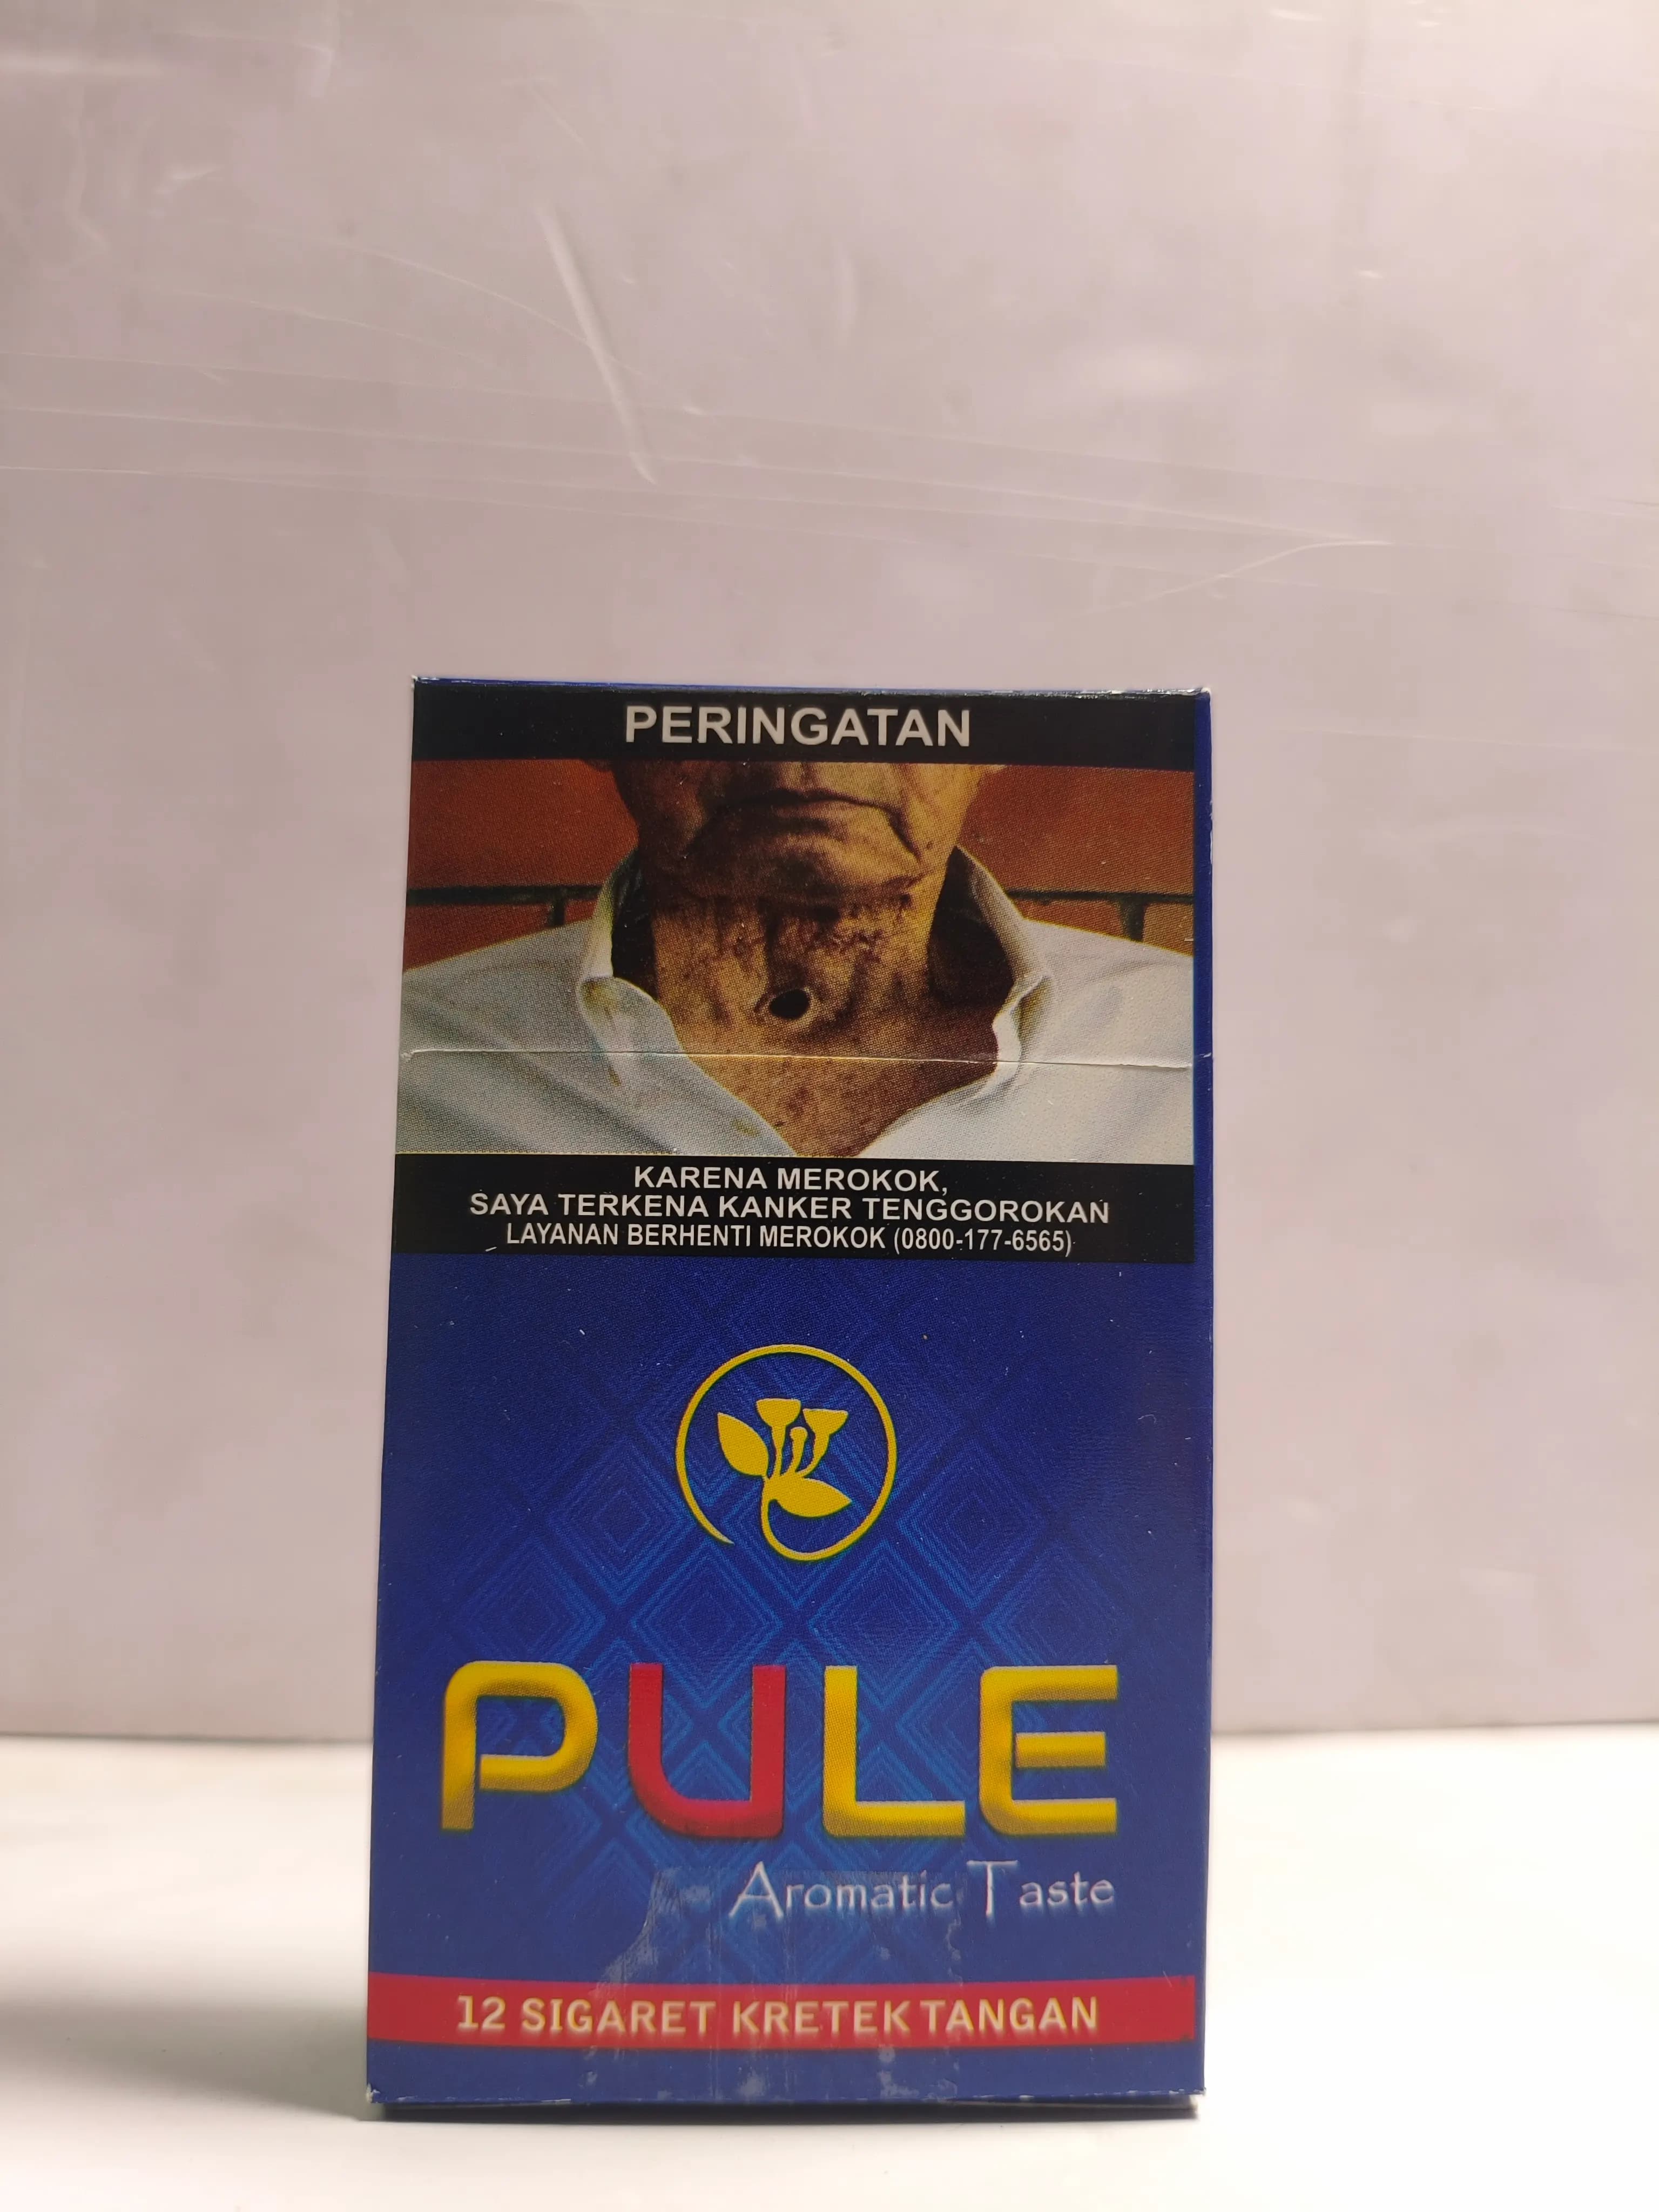 PERINGATAN
KARENA MEROKOK,
SAYA TERKENA KANKER TENGGOROKAN
LAYANAN BERHENTI MEROKOK (0800-177-6565)
PULE
Aromatic Taste
12 SIGARET KRETEK TANGAN